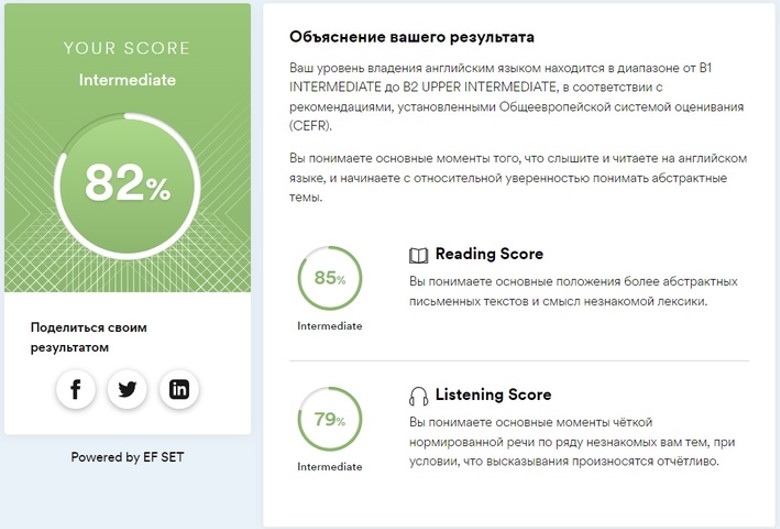 YOUR SCORE
Intermediate
82%
Поделиться своим
результатом
Powered by EF SET
Объяснение вашего результата
Ваш уровень владения английским языком находится в диапазоне от B1
INTERMEDIATE до B2 UPPER INTERMEDIATE, в соответствии с
рекомендациями, установленными Общеевропейской системой оценивания
(CEFR).
Вы понимаете основные моменты того, что слышите и читаете на английском
языке, и начинаете с относительной уверенностью понимать абстрактные
темы.
85%
Intermediate
Reading Score
Вы понимаете основные положения более абстрактных
письменных текстов и смысл незнакомой лексики.
79%
Intermediate
Listening Score
Вы понимаете основные моменты чёткой
нормированной речи по ряду незнакомых вам тем, при
условии, что высказывания произносятся отчётливо.